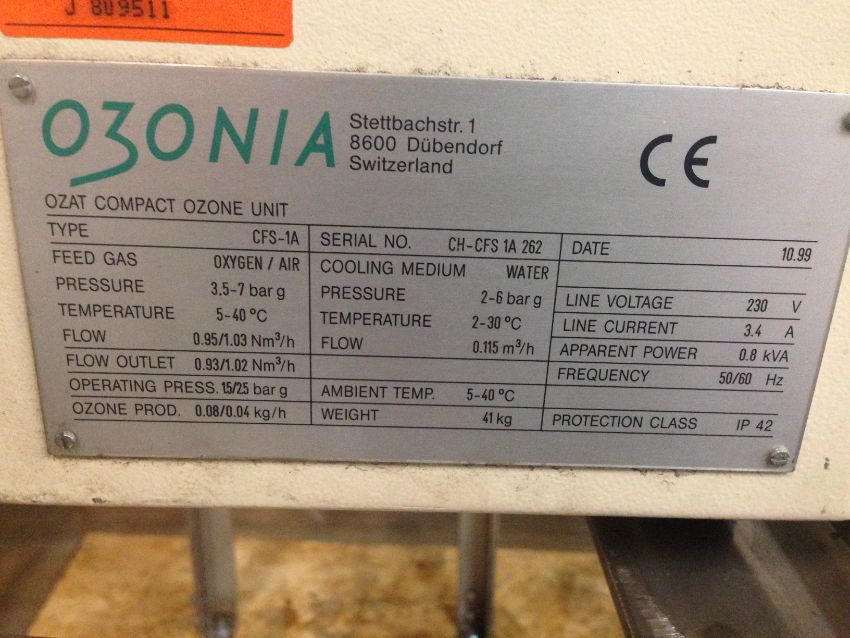 J 809511
OZONIA
Stettbachstr. 1
8600 Dübendorf
Switzerland
CE
OZAT COMPACT OZONE UNIT
TYPE CFS-1A
FEED GAS OXYGEN / AIR
PRESSURE 3.5-7 bar g
TEMPERATURE 5-40 °C
FLOW 0.95/1.03 Nm³/h
FLOW OUTLET 0.93/1.02 Nm³/h
OPERATING PRESS. 1.5/2.5 bar g
OZONE PROD. 0.08/0.04 kg/h
SERIAL NO. CH-CFS 1A 262
COOLING MEDIUM WATER
PRESSURE 2-6 bar g
TEMPERATURE 2-30 °C
FLOW 0.115 m³/h
AMBIENT TEMP. 5-40 °C
WEIGHT 41 kg
DATE 10.99
LINE VOLTAGE 230 V
LINE CURRENT 3.4 A
APPARENT POWER 0.8 kVA
FREQUENCY 50/60 Hz
PROTECTION CLASS IP 42